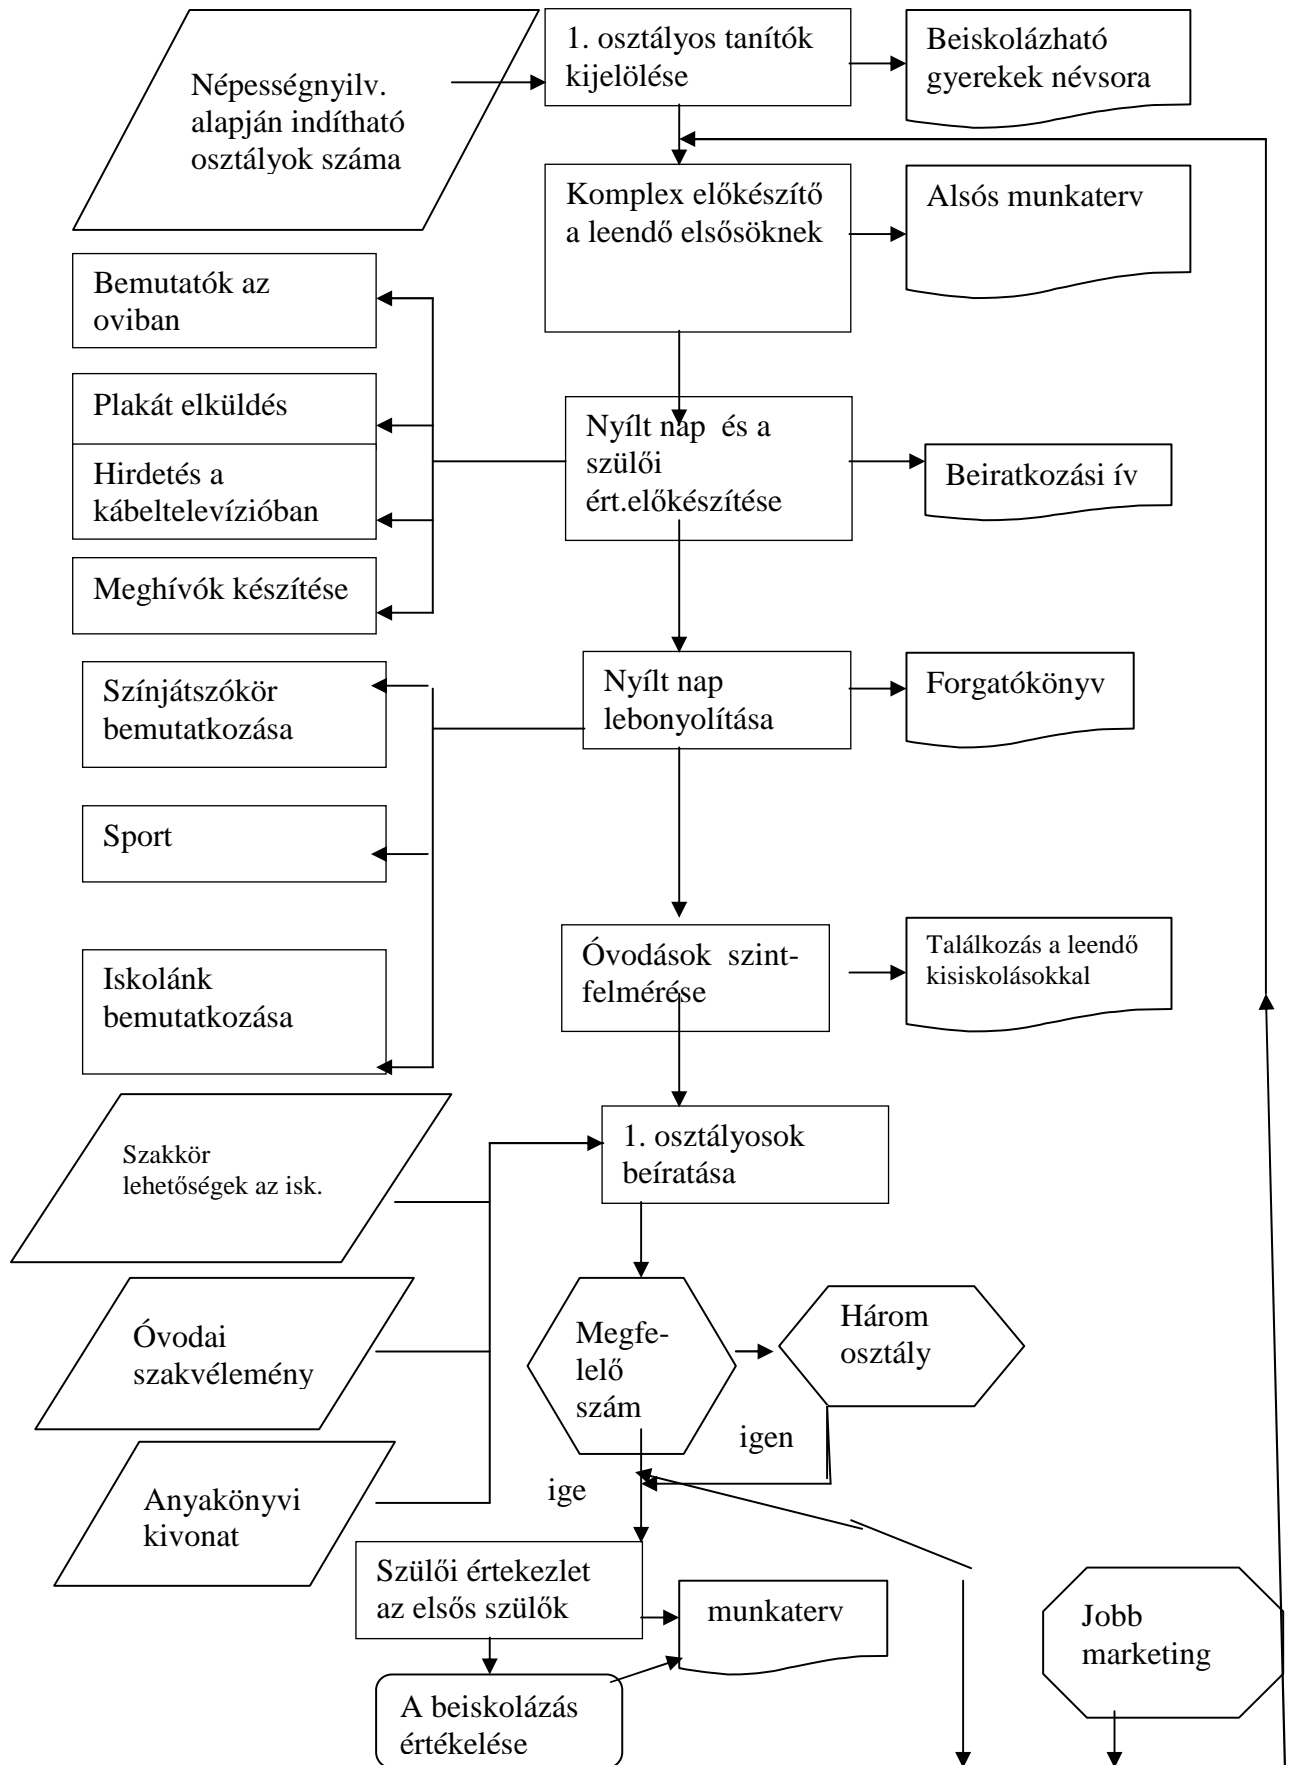 Népességnyilv.
alapján indítható
osztályok száma
1. osztályos tanítók
kijelölése
Beiskolázható
gyerekek névsora
Komplex előkészítő
a leendő elsősöknek
Alsós munkaterv
Bemutatók az
oviban
Plakát elküldés
Hirdetés a
kábeltelevízióban
Meghívók készítése
Nyílt nap és a
szülői
ért.előkészítése
Beiratkozási ív
Nyílt nap
lebonyolítása
Forgatókönyv
Színjátszókör
bemutatkozása
Sport
Iskolánk
bemutatkozása
Óvodások szint-
felmérése
Találkozás a leendő
kisiskolásokkal
1. osztályosok
beíratása
Szakkör
lehetőségek az isk.
Óvodai
szakvélemény
Anyakönyvi
kivonat
Megfe-
lelő
szám
Három
osztály
igen
ige
Szülői értekezlet
az elsős szülők
munkaterv
A beiskolázás
értékelése
Jobb
marketing